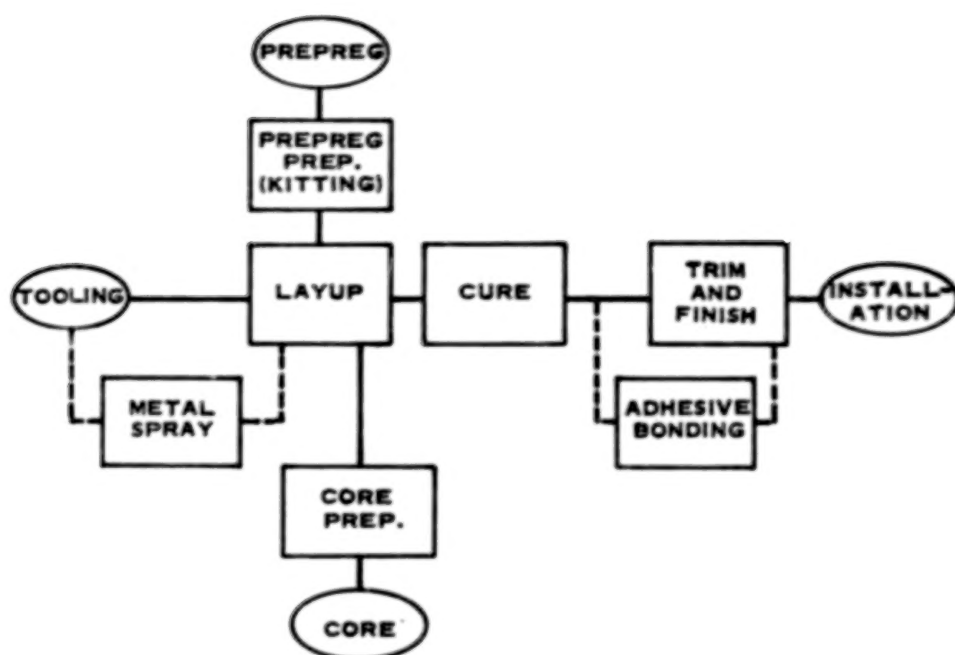 PREPREG
PREPREG
PREP.
(KITTING)
TOOLING
LAYUP
CURE
TRIM
AND
FINISH
INSTALL-
ATION
METAL
SPRAY
ADHESIVE
BONDING
CORE
PREP.
CORE